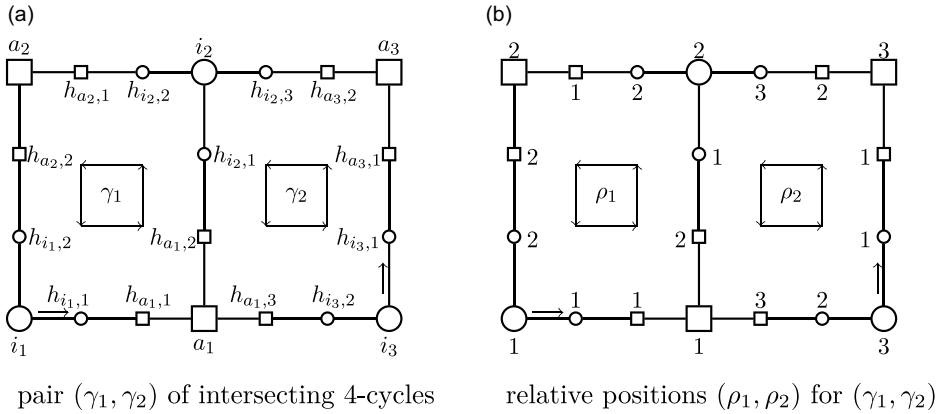 (a) (b)
a₂ i₂ a₃ 2 2 3
h_{a₂,1} h_{i₂,2} h_{i₂,3} h_{a₃,2} 1 2 3 2
h_{a₂,2} h_{i₂,1} h_{a₃,1} 2 1 1
γ₁ γ₂ ρ₁ ρ₂
h_{i₁,2} h_{a₁,2} h_{i₃,1} 2 2 1
h_{i₁,1} h_{a₁,1} h_{a₁,3} h_{i₃,2} 1 1 3 2
i₁ a₁ i₃ 1 1 3
pair (γ₁, γ₂) of intersecting 4-cycles
relative positions (ρ₁, ρ₂) for (γ₁, γ₂)